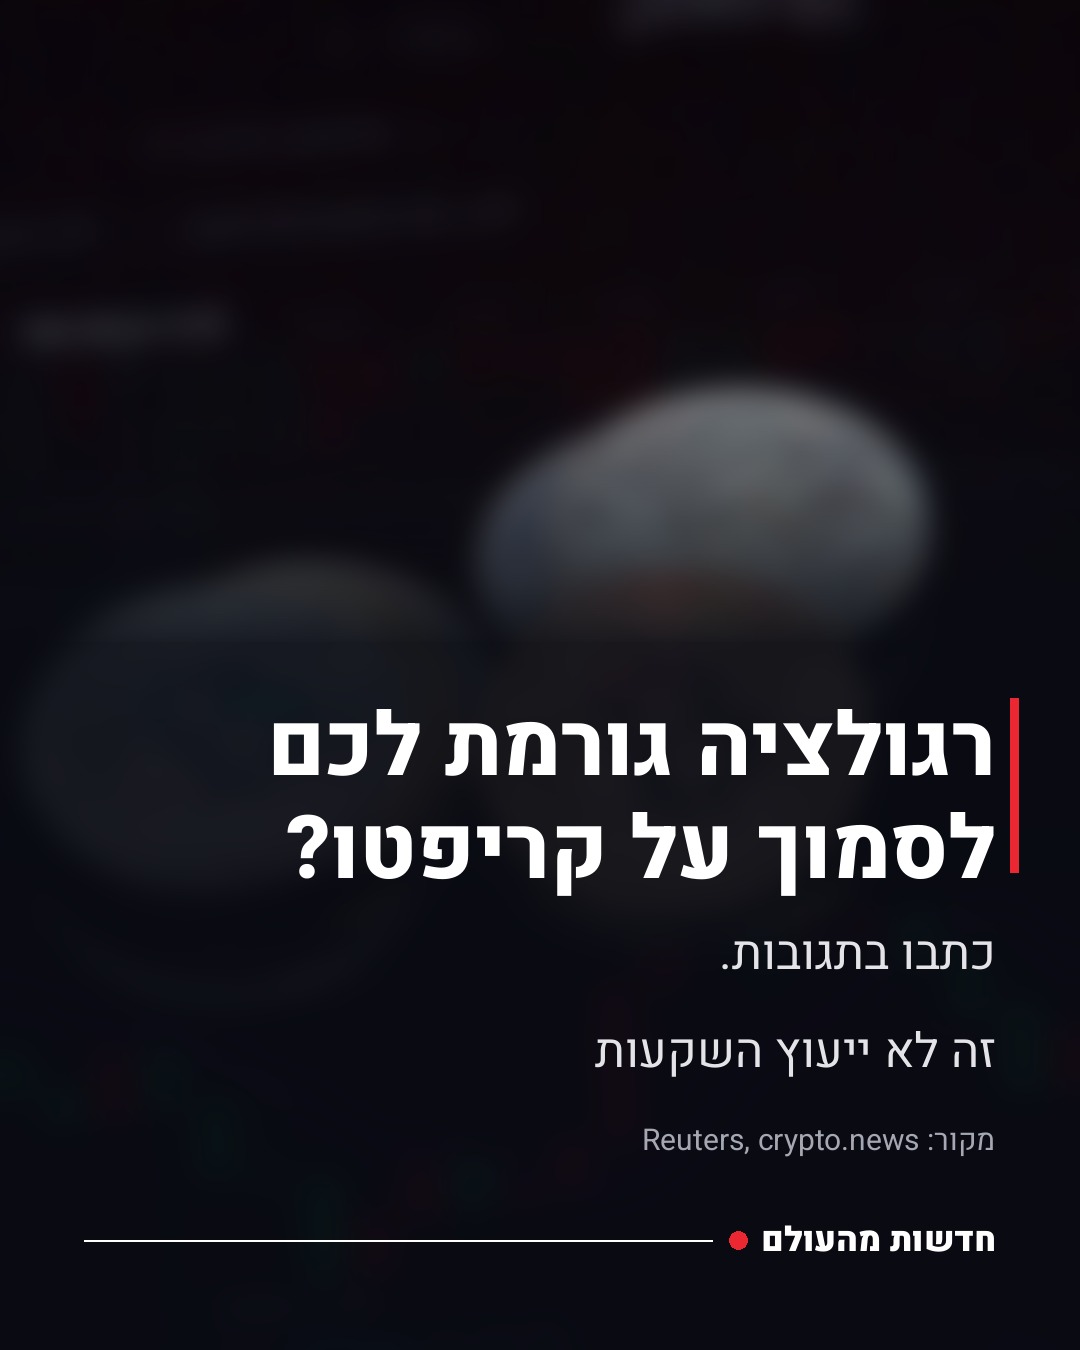 רגולציה גורמת לכם
לסמוך על קריפטו?
כתבו בתגובות.
זה לא ייעוץ השקעות
מקור: Reuters, crypto.news
חדשות מהעולם